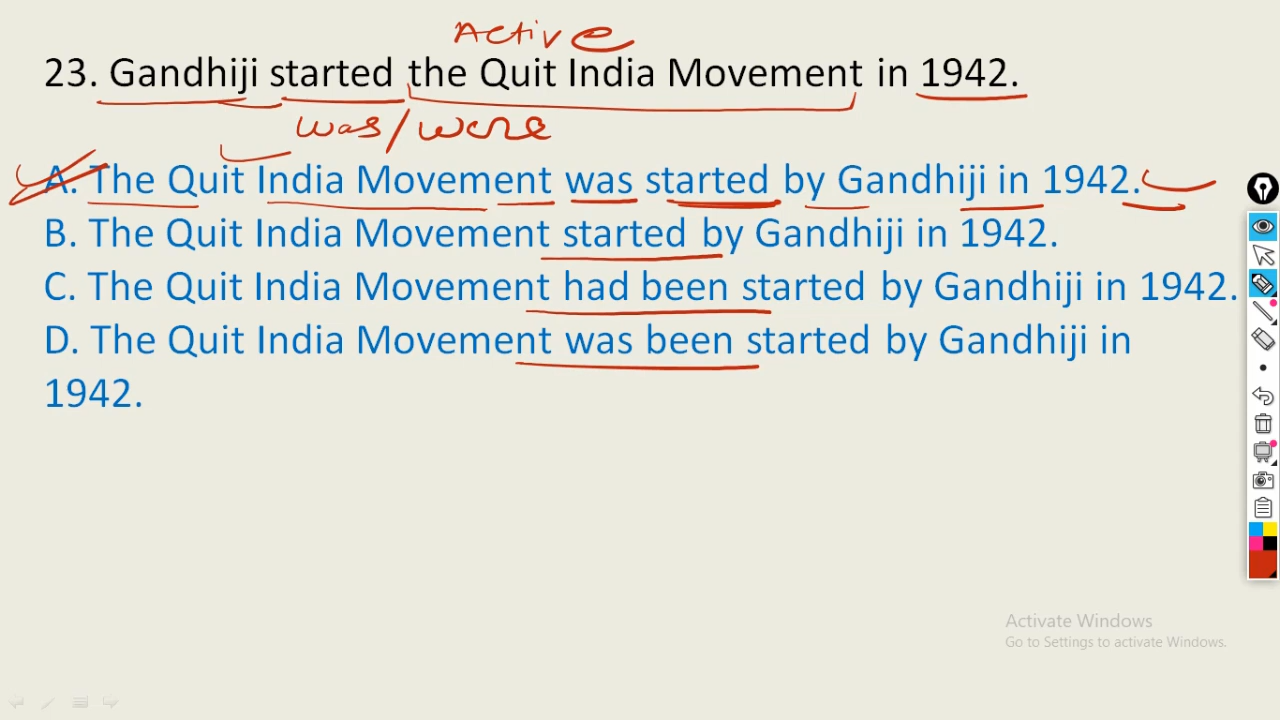 Active
23. Gandhiji started the Quit India Movement in 1942.
was/were
A. The Quit India Movement was started by Gandhiji in 1942.
B. The Quit India Movement started by Gandhiji in 1942.
C. The Quit India Movement had been started by Gandhiji in 1942.
D. The Quit India Movement was been started by Gandhiji in
1942.
Activate Windows
Go to Settings to activate Windows.